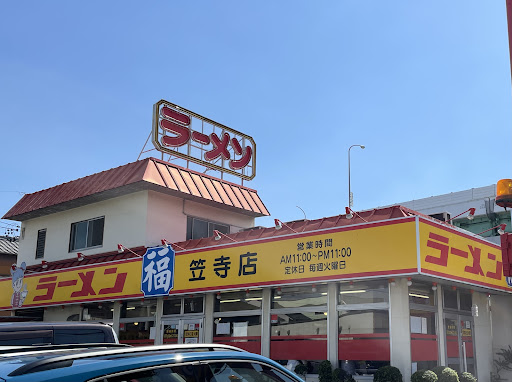 ラーメン
ラーメン 福 笠寺店
営業時間
AM11:00〜PM11:00
定休日 毎週火曜日
ラーメン